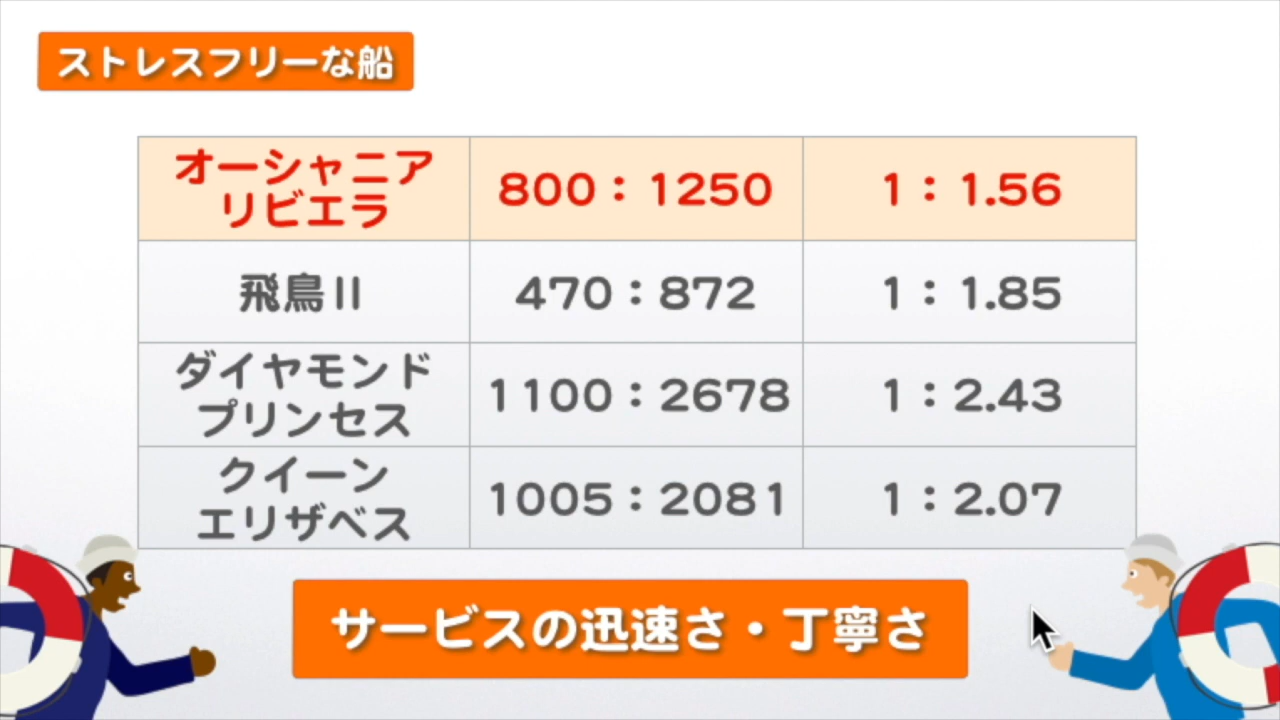 ストレスフリーな船
オーシャニア
リビエラ
800：1250
1：1.56
飛鳥II
470：872
1：1.85
ダイヤモンド
プリンセス
1100：2678
1：2.43
クイーン
エリザベス
1005：2081
1：2.07
サービスの迅速さ・丁寧さ